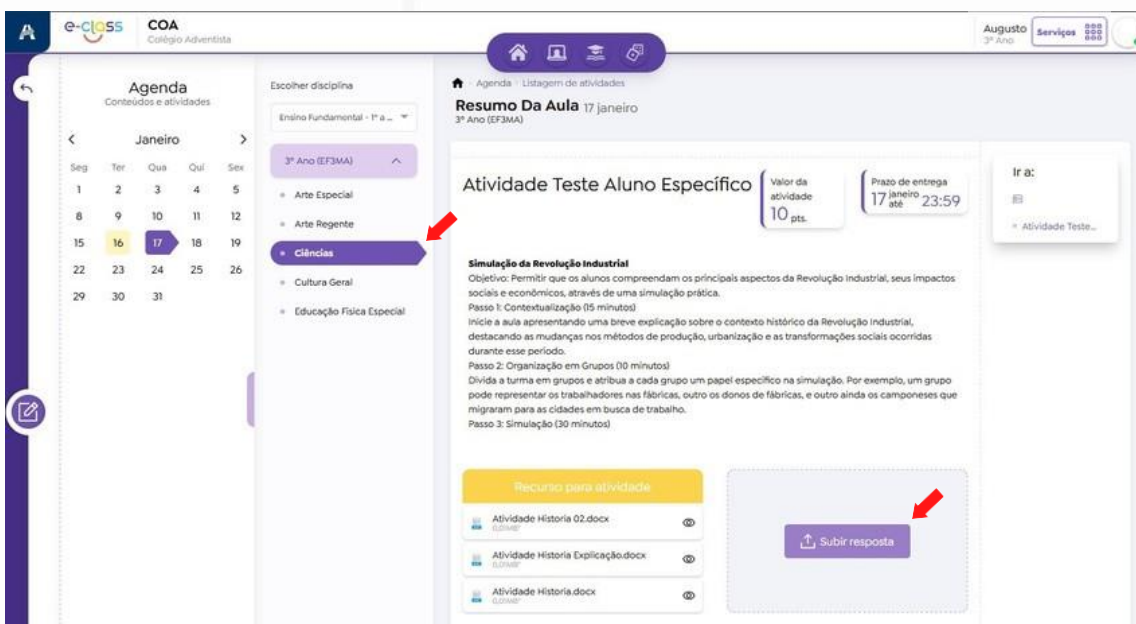 e-class
COA
Colégio Adventista
Augusto
3º Ano
Serviços
Agenda
Conteúdos e atividades
Janeiro
Seg Ter Qua Qui Sex
1 2 3 4 5
8 9 10 11 12
15 16 17 18 19
22 23 24 25 26
29 30 31
Escolher disciplina
Ensino Fundamental - 1º a ...
3º Ano (EF3MA)
Arte Especial
Arte Regente
Ciências
Cultura Geral
Educação Física Especial
Agenda Listagem de atividades
Resumo Da Aula 17 janeiro
3º Ano (EF3MA)
Atividade Teste Aluno Específico
Valor da
atividade
10 pts.
Prazo de entrega
17 janeiro até 23:59
Simulação da Revolução Industrial
Objetivo: Permitir que os alunos compreendam os principais aspectos da Revolução Industrial, seus impactos
sociais e econômicos, através de uma simulação prática.
Passo 1: Contextualização (15 minutos)
Inicie a aula apresentando uma breve explicação sobre o contexto histórico da Revolução Industrial,
destacando as mudanças nos métodos de produção, urbanização e as transformações sociais ocorridas
durante esse período.
Passo 2: Organização em Grupos (10 minutos)
Divida a turma em grupos e atribua a cada grupo um papel específico na simulação. Por exemplo, um grupo
pode representar os trabalhadores nas fábricas, outro os donos de fábricas, e outro ainda os camponeses que
migraram para as cidades em busca de trabalho.
Passo 3: Simulação (30 minutos)
Recurso para atividade
Atividade Historia 02.docx
Atividade Historia Explicação.docx
Atividade Historia.docx
Subir resposta
Ir a:
Atividade Teste...